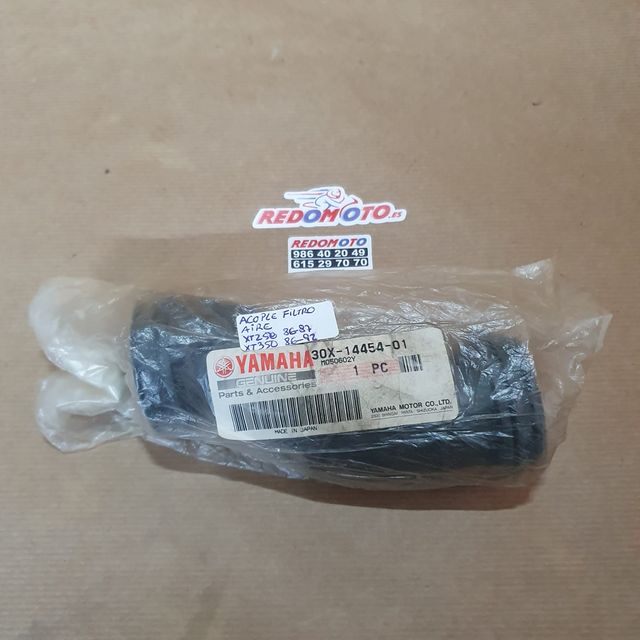 REDOMOTO.ES
REDOMOTO
986 40 20 49
615 29 70 70
ACOPLE FILTRO
AIRE
XT250 86-87
XT350 86-92
YAMAHA
30X-14454-01
M050602Y
GENUINE
1 PC
Parts & Accessories
YAMAHA MOTOR CO., LTD.
MADE IN JAPAN